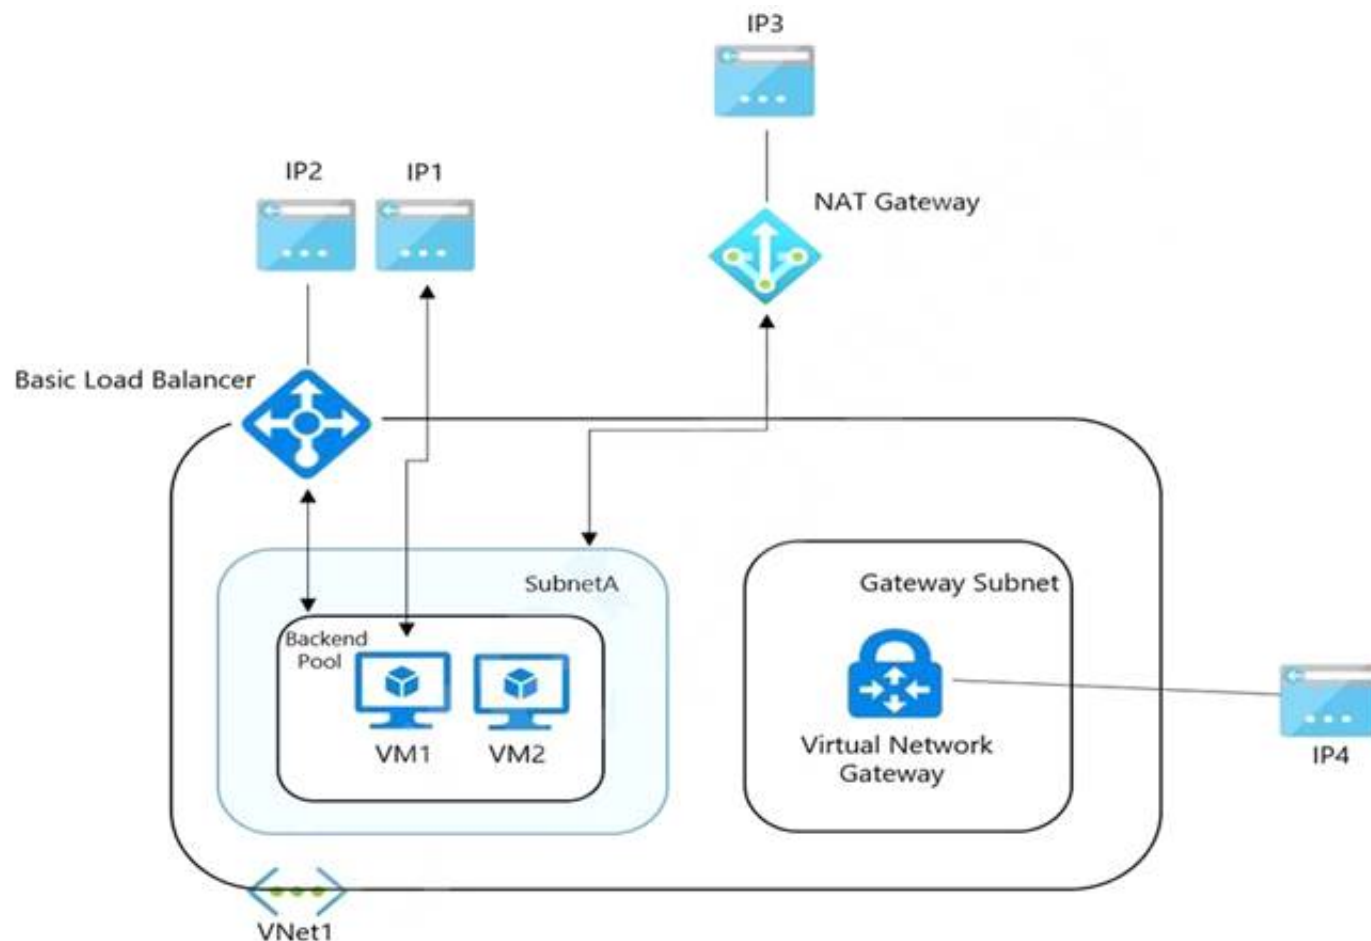 IP3
IP2
IP1
NAT Gateway
Basic Load Balancer
SubnetA
Gateway Subnet
Backend
Pool
VM1
VM2
Virtual Network
Gateway
IP4
VNet1